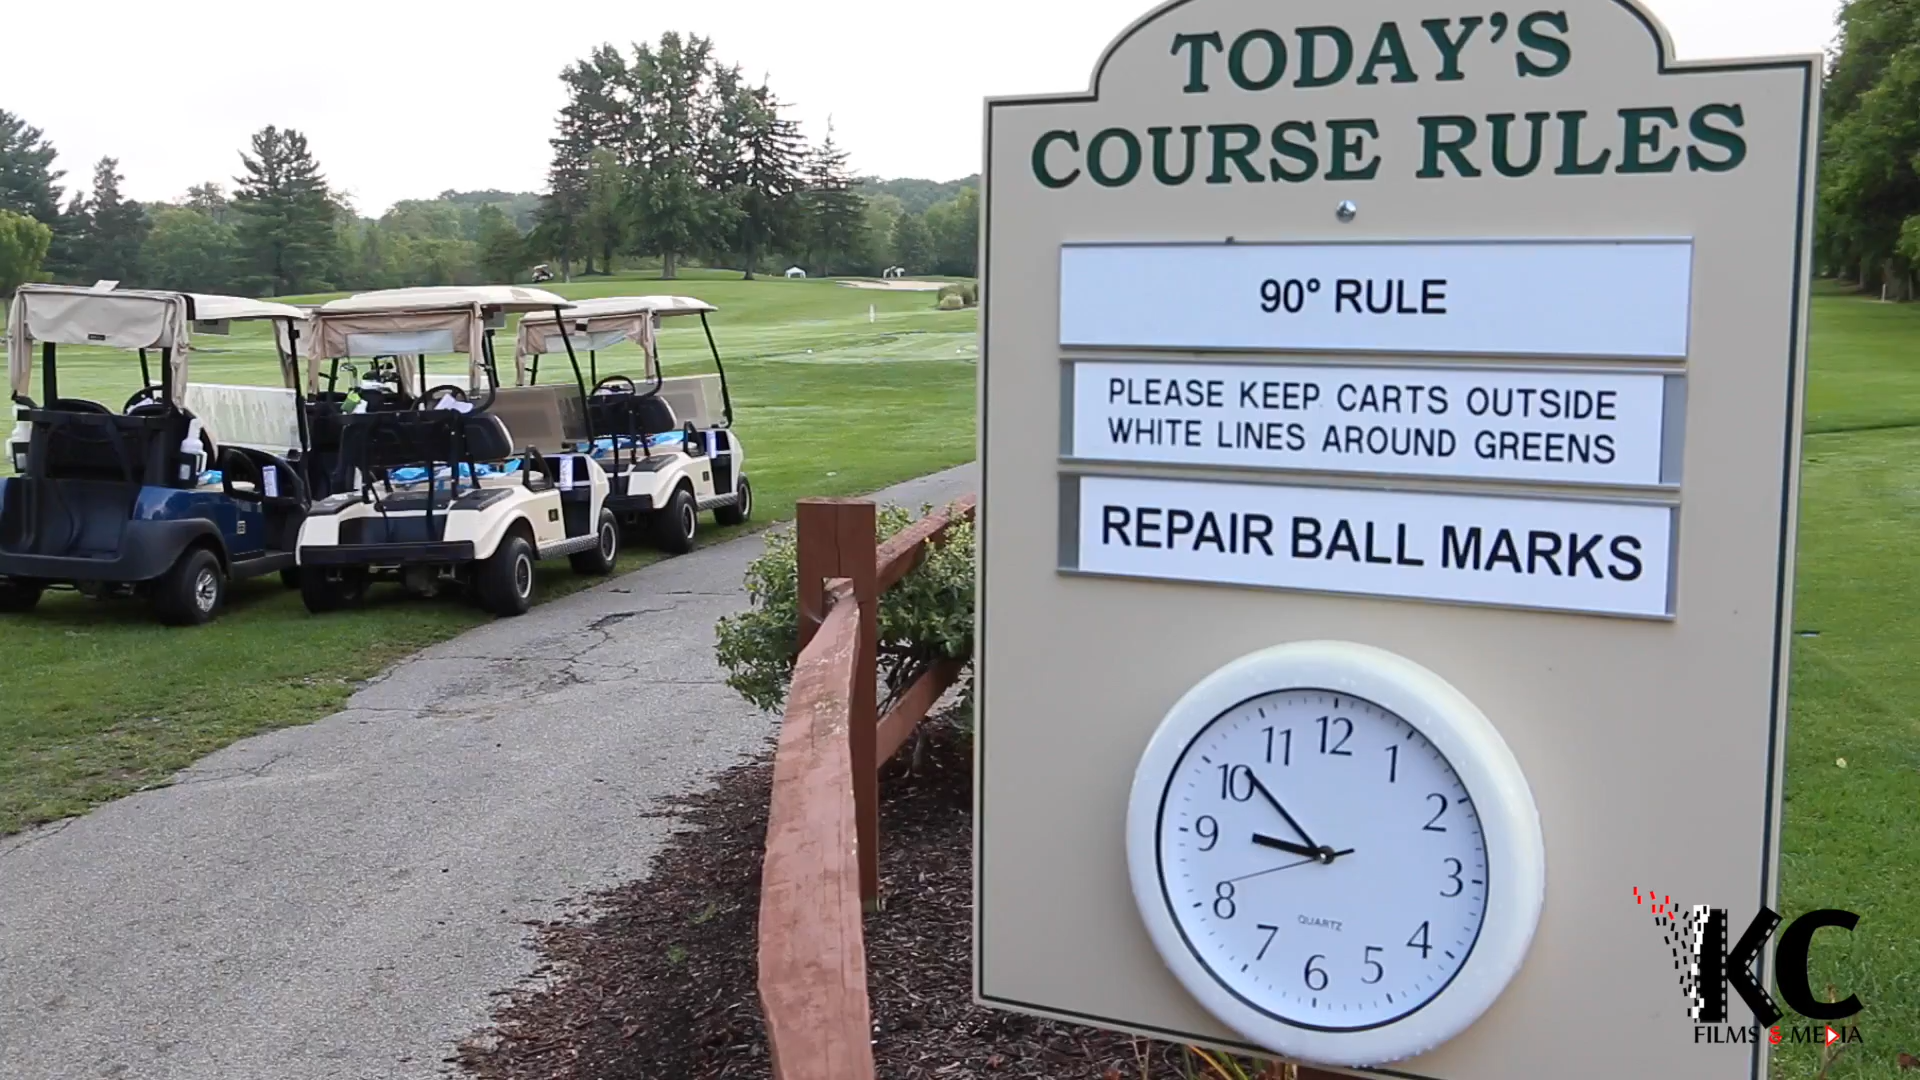 TODAY'S
COURSE RULES
90° RULE
PLEASE KEEP CARTS OUTSIDE
WHITE LINES AROUND GREENS
REPAIR BALL MARKS
12
1
2
3
4
5
6
7
8
9
10
11
QUARTZ
KC
FILMS & MEDIA